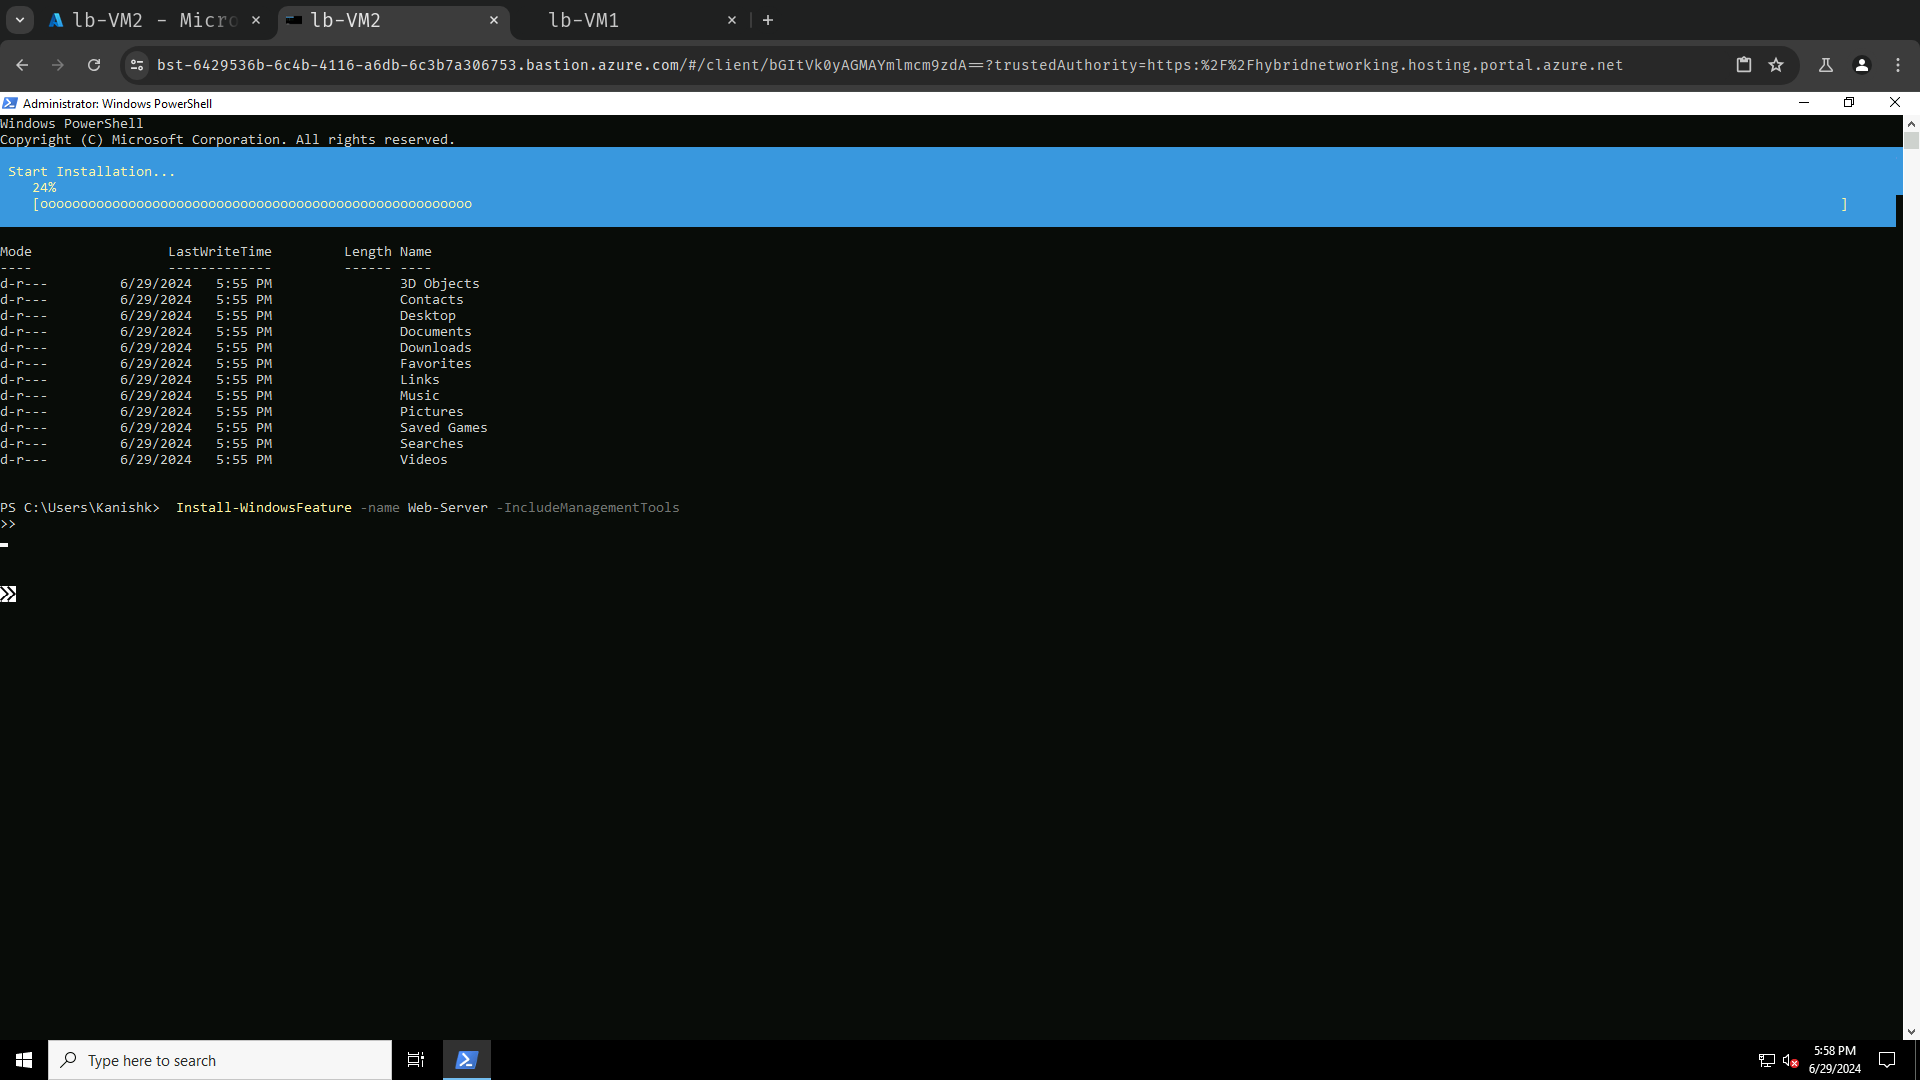 lb-VM2 - Micro
lb-VM2
lb-VM1
bst-6429536b-6c4b-4116-a6db-6c3b7a306753.bastion.azure.com/#/client/bGItVk0yAGMAYmlmcm9zdA==?trustedAuthority=https:%2F%2Fhybridnetworking.hosting.portal.azure.net
Administrator: Windows PowerShell
Windows PowerShell
Copyright (C) Microsoft Corporation. All rights reserved.
Start Installation...
24%
[oooooooooooooooooooooooooooooooooooooooooooooooooooooo ]
Mode LastWriteTime Length Name
---- ------------- ------ ----
d-r--- 6/29/2024 5:55 PM 3D Objects
d-r--- 6/29/2024 5:55 PM Contacts
d-r--- 6/29/2024 5:55 PM Desktop
d-r--- 6/29/2024 5:55 PM Documents
d-r--- 6/29/2024 5:55 PM Downloads
d-r--- 6/29/2024 5:55 PM Favorites
d-r--- 6/29/2024 5:55 PM Links
d-r--- 6/29/2024 5:55 PM Music
d-r--- 6/29/2024 5:55 PM Pictures
d-r--- 6/29/2024 5:55 PM Saved Games
d-r--- 6/29/2024 5:55 PM Searches
d-r--- 6/29/2024 5:55 PM Videos
PS C:\Users\Kanishk>  Install-WindowsFeature -name Web-Server -IncludeManagementTools
>>
Type here to search
5:58 PM
6/29/2024